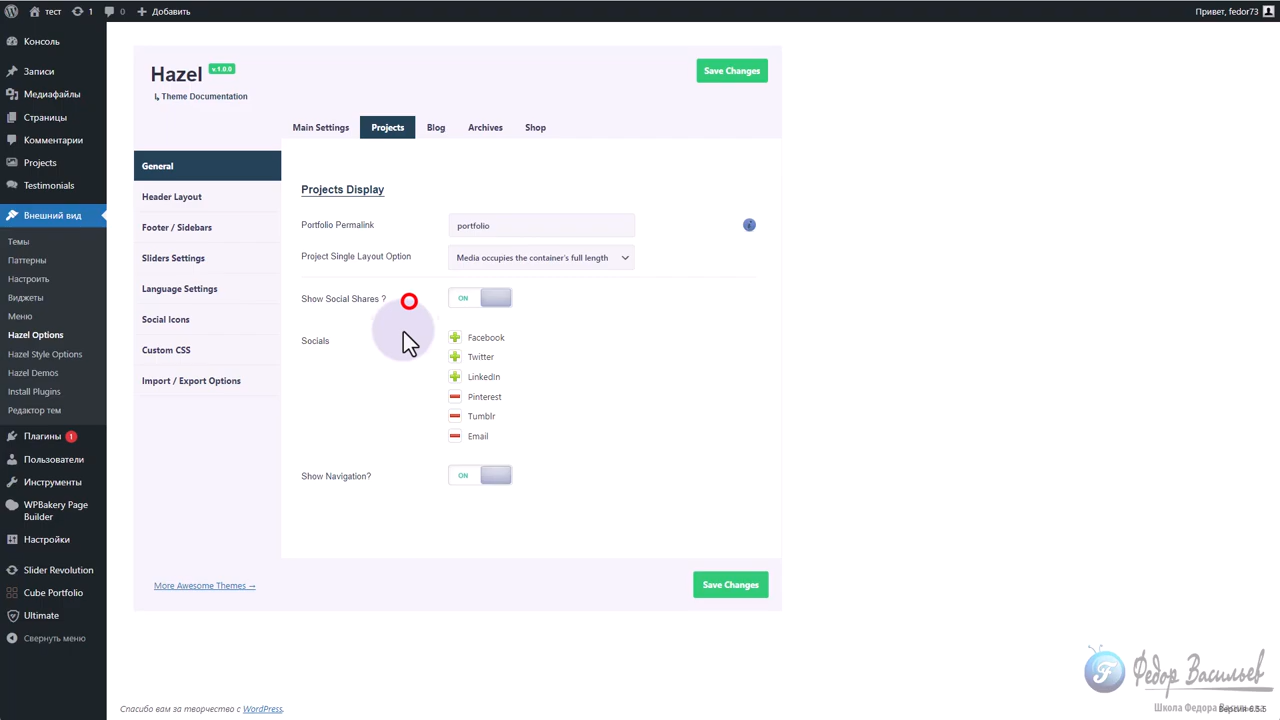 Тест
1
0
Добавить
Привет, fedor73
Консоль
Записи
Медиафайлы
Страницы
Комментарии
Projects
Testimonials
Внешний вид
Темы
Паттерны
Настроить
Виджеты
Меню
Hazel Options
Hazel Style Options
Hazel Demos
Install Plugins
Редактор тем
Плагины 1
Пользователи
Инструменты
WPBakery Page
Builder
Настройки
Slider Revolution
Cube Portfolio
Ultimate
Свернуть меню
Hazel v.1.0.0
Theme Documentation
Save Changes
Main Settings
Projects
Blog
Archives
Shop
General
Header Layout
Footer / Sidebars
Sliders Settings
Language Settings
Social Icons
Custom CSS
Import / Export Options
Projects Display
Portfolio Permalink
portfolio
Project Single Layout Option
Media occupies the container's full length
Show Social Shares ?
ON
Socials
Facebook
Twitter
LinkedIn
Pinterest
Tumblr
Email
Show Navigation?
ON
More Awesome Themes →
Save Changes
Федор Васильев
Школа Федора
Спасибо вам за творчество с WordPress.